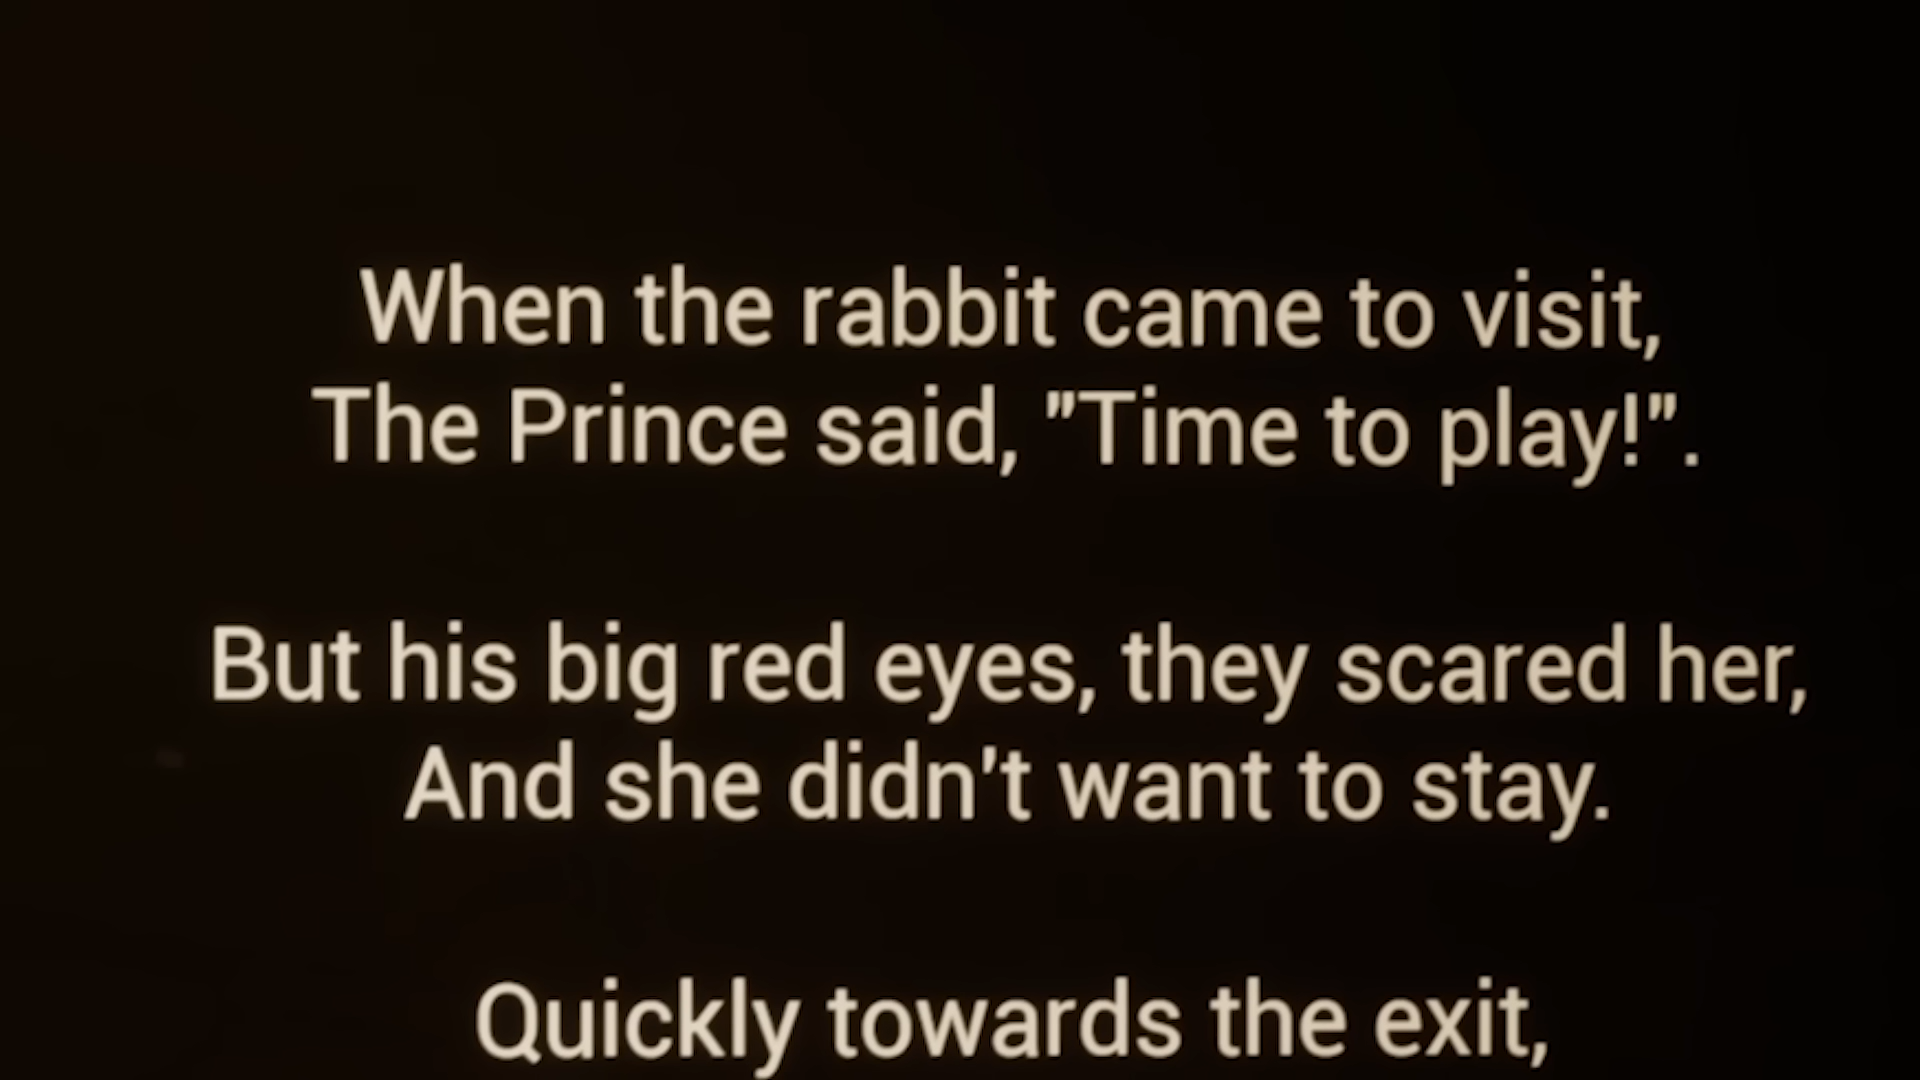 When the rabbit came to visit,
The Prince said, "Time to play!".
But his big red eyes, they scared her,
And she didn't want to stay.
Quickly towards the exit,